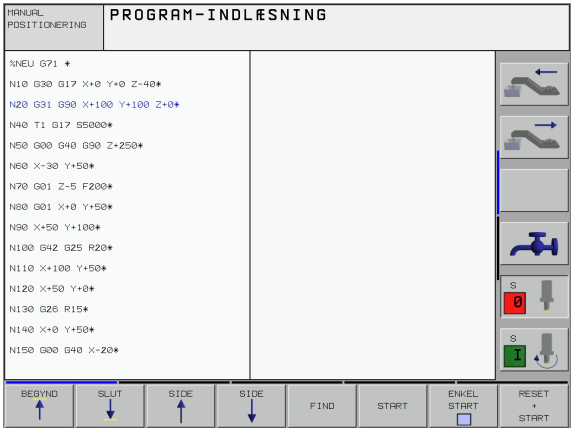 MANUAL
POSITIONERING
PROGRAM-INDLÆSNING
%NEU G71 *
N10 G30 G17 X+0 Y+0 Z-40*
N20 G31 G90 X+100 Y+100 Z+0*
N40 T1 G17 S5000*
N50 G00 G40 G90 Z+250*
N60 X-30 Y+50*
N70 G01 Z-5 F200*
N80 G01 X+0 Y+50*
N90 X+50 Y+100*
N100 G42 G25 R20*
N110 X+100 Y+50*
N120 X+50 Y+0*
N130 G26 R15*
N140 X+0 Y+50*
N150 G00 G40 X-20*
S
0
S
I
BEGYND
SLUT
SIDE
SIDE
FIND
START
ENKEL
START
RESET
+
START